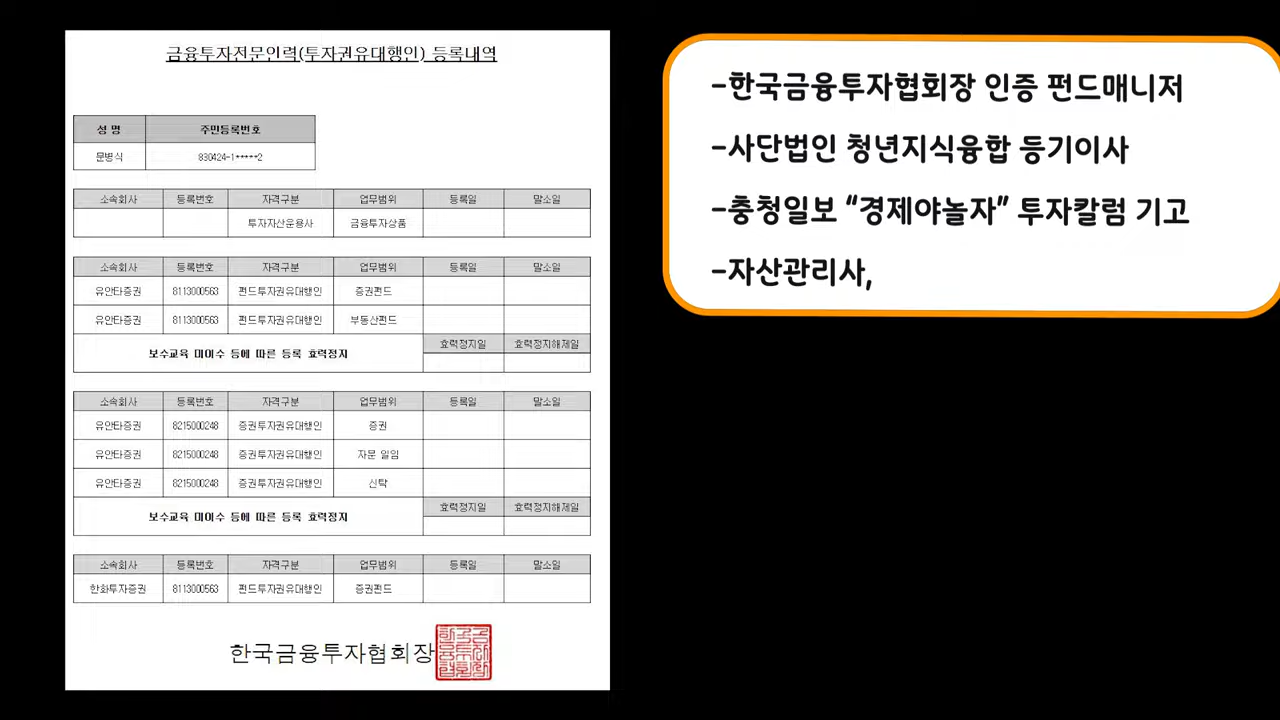 금융투자전문인력(투자권유대행인) 등록내역
성 명 주민등록번호
문병식 830424-1*****2
소속회사 등록번호 자격구분 업무범위 등록일 말소일
투자자산운용사 금융투자상품
소속회사 등록번호 자격구분 업무범위 등록일 말소일
유안타증권 8113000563 펀드투자권유대행인 증권펀드
유안타증권 8113000563 펀드투자권유대행인 부동산펀드
보수교육 미이수 등에 따른 등록 효력정지 효력정지일 효력정지해제일
소속회사 등록번호 자격구분 업무범위 등록일 말소일
유안타증권 8215000248 증권투자권유대행인 증권
유안타증권 8215000248 증권투자권유대행인 자문 일임
유안타증권 8215000248 증권투자권유대행인 신탁
보수교육 미이수 등에 따른 등록 효력정지 효력정지일 효력정지해제일
소속회사 등록번호 자격구분 업무범위 등록일 말소일
한화투자증권 8113000563 펀드투자권유대행인 증권펀드
한국금융투자협회장
-한국금융투자협회장 인증 펀드매니저
-사단법인 청년지식융합 등기이사
-충청일보 “경제야놀자” 투자칼럼 기고
-자산관리사,